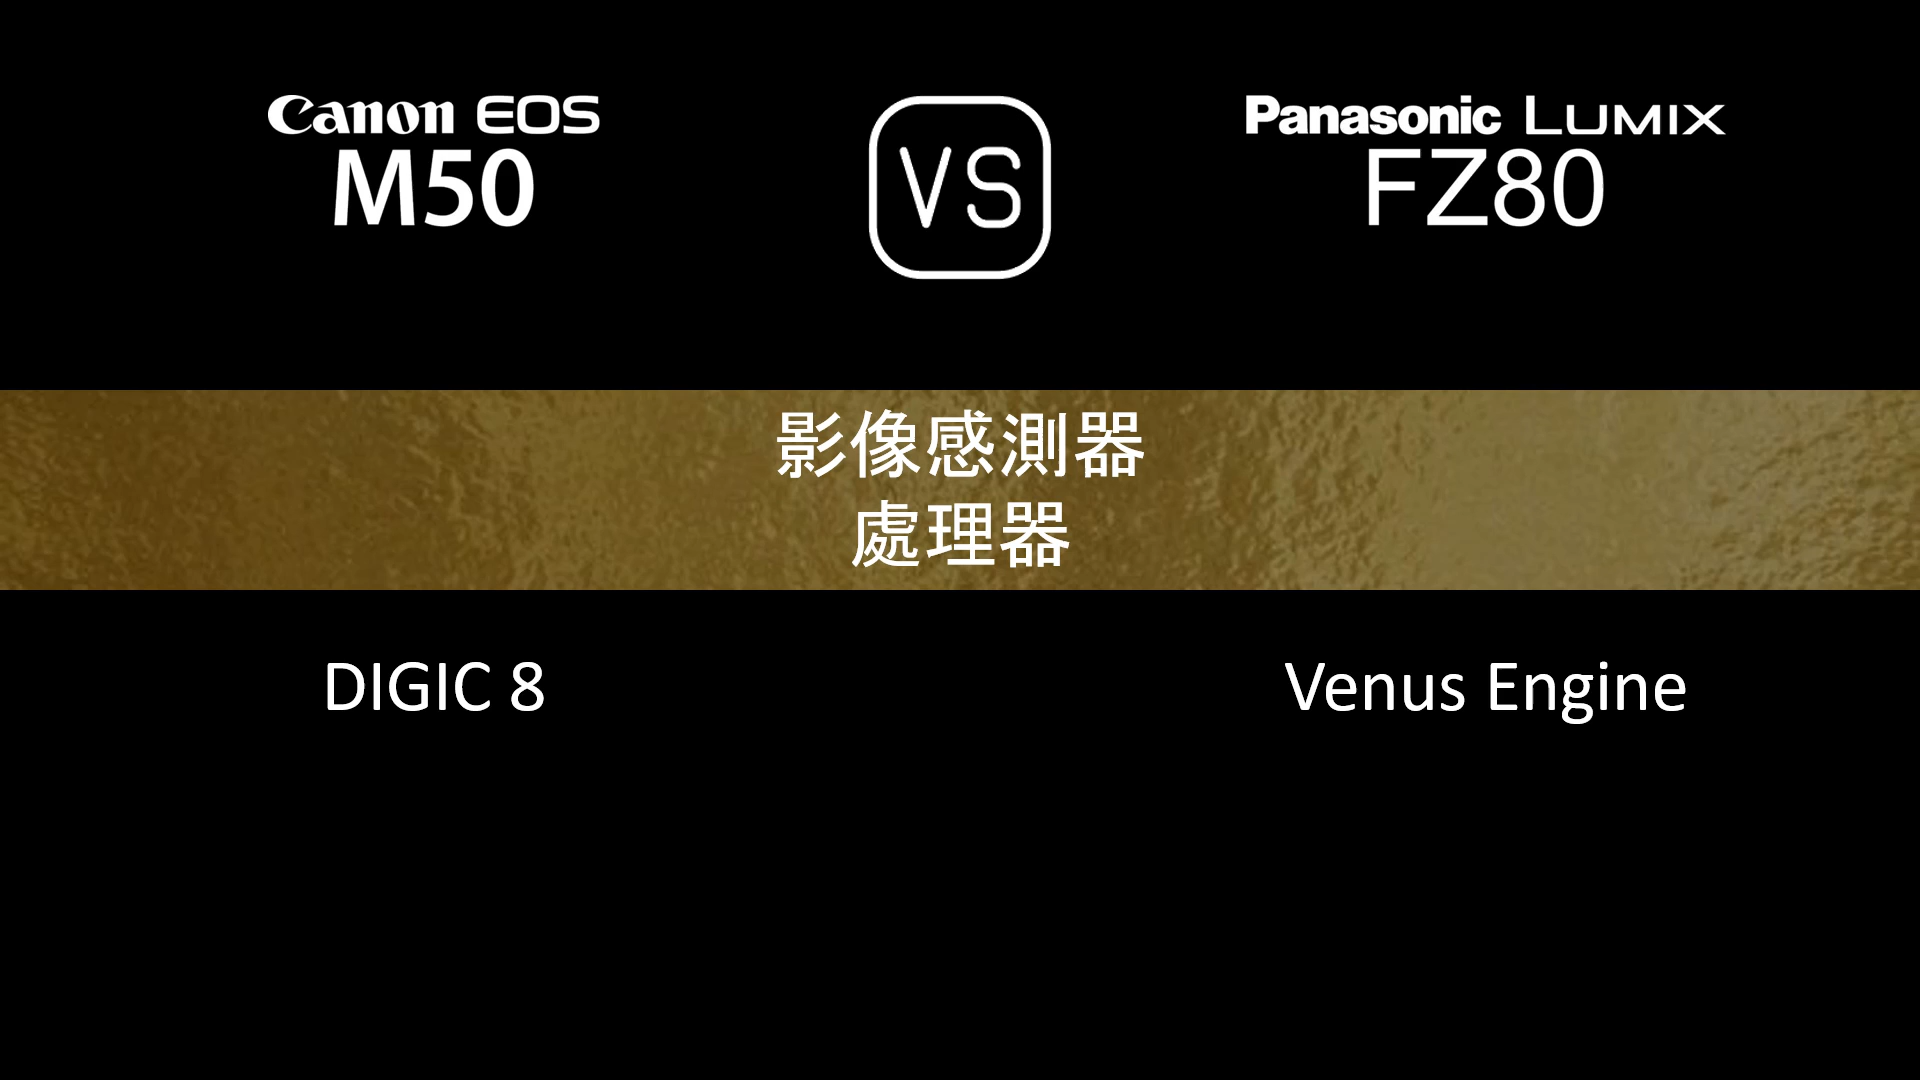 Canon EOS
M50
VS
Panasonic LUMIX
FZ80
影像感測器
處理器
DIGIC 8
Venus Engine